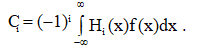 C_i = (−1)^i ∫_{−∞}^{∞} H_i (x) f (x) dx .